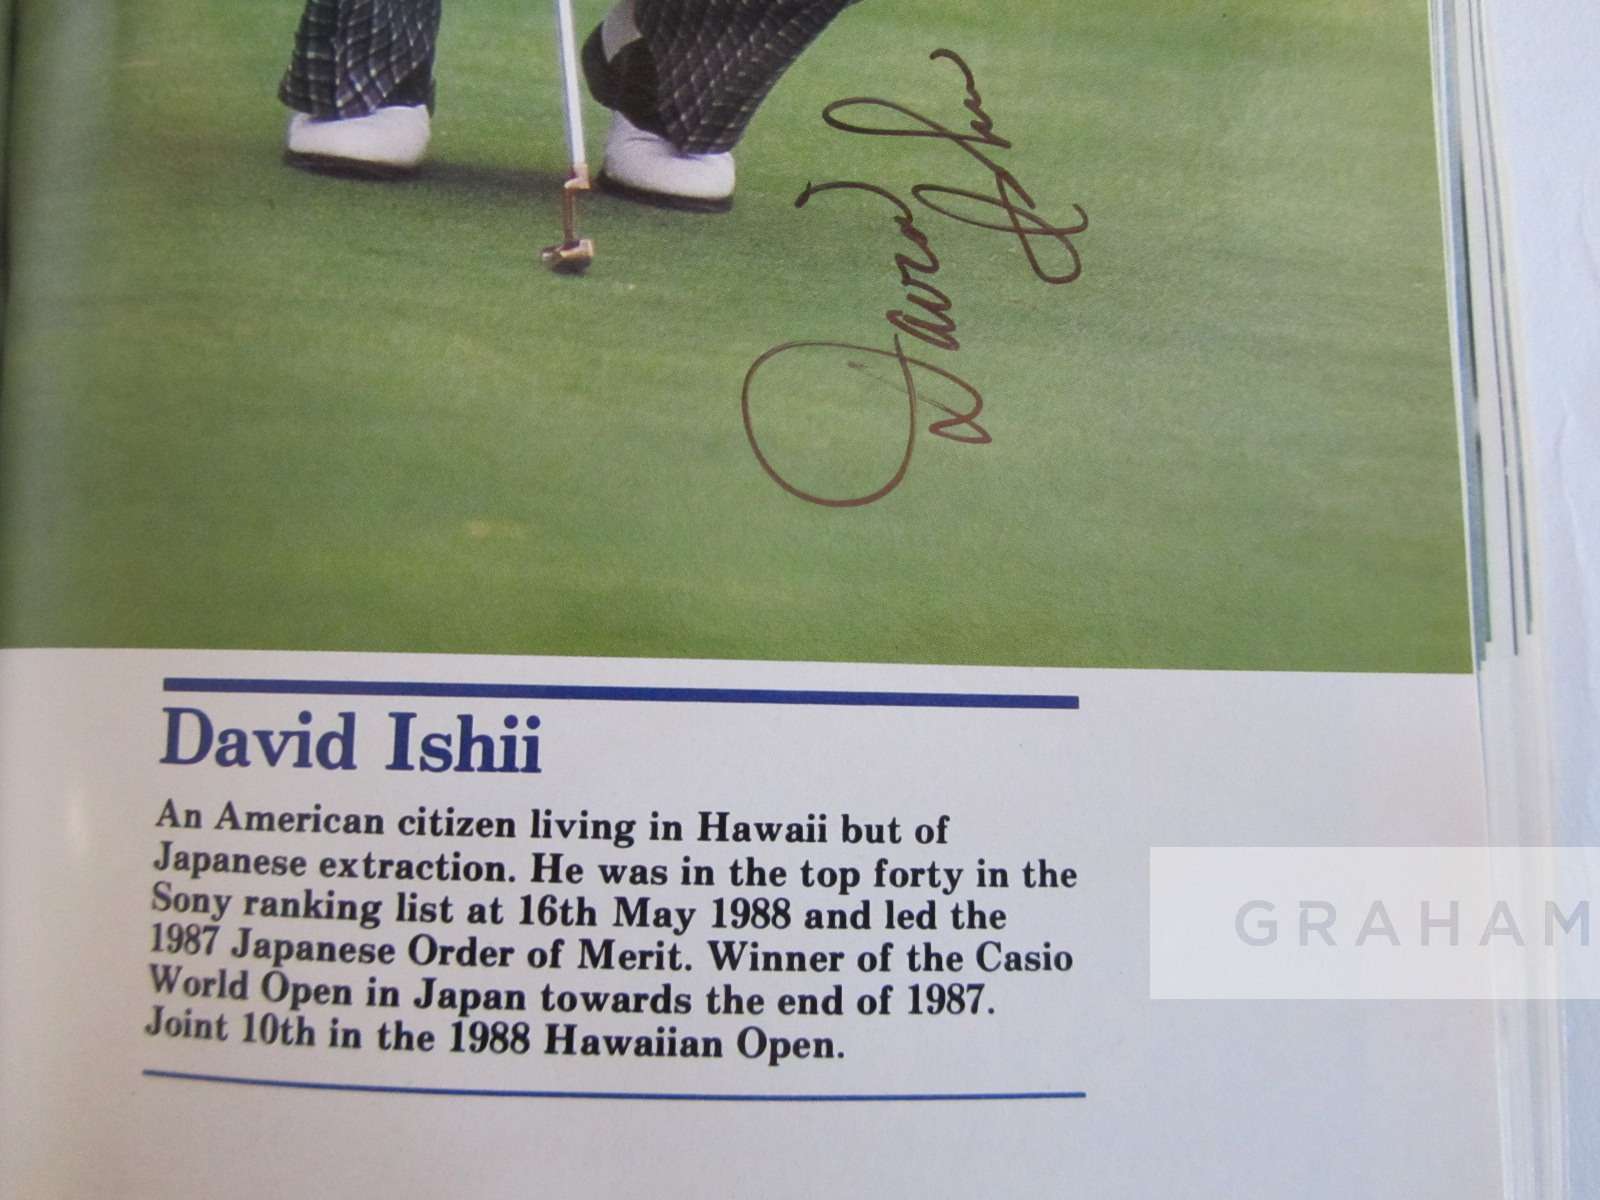 David Ishii
David Ishii
An American citizen living in Hawaii but of
Japanese extraction. He was in the top forty in the
Sony ranking list at 16th May 1988 and led the
1987 Japanese Order of Merit. Winner of the Casio
World Open in Japan towards the end of 1987.
Joint 10th in the 1988 Hawaiian Open.
GRAHAM